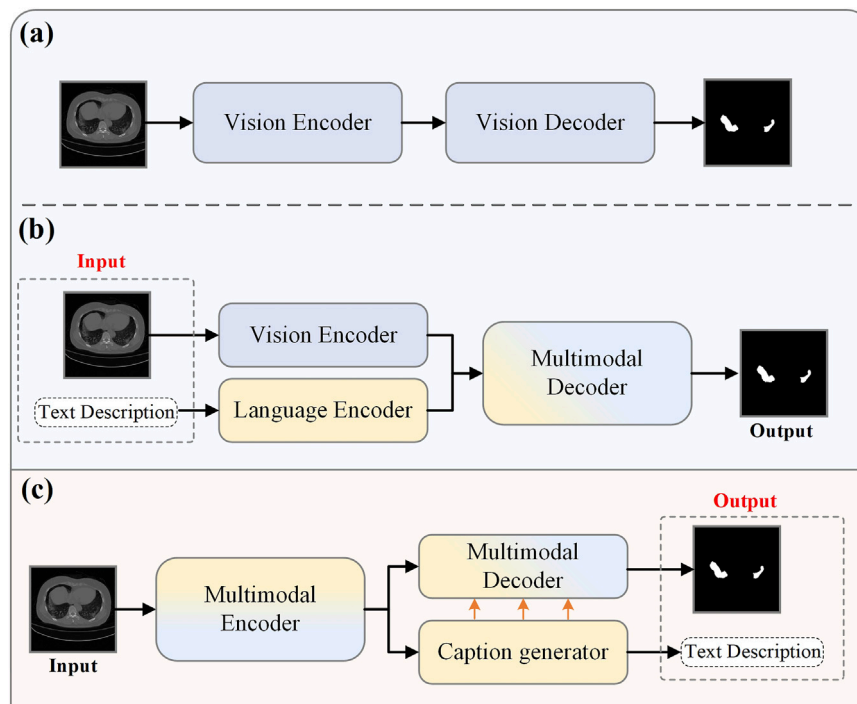 (a)
Vision Encoder
Vision Decoder
(b)
Input
Vision Encoder
Text Description
Language Encoder
Multimodal
Decoder
Output
(c)
Output
Multimodal
Encoder
Multimodal
Decoder
Caption generator
Text Description
Input